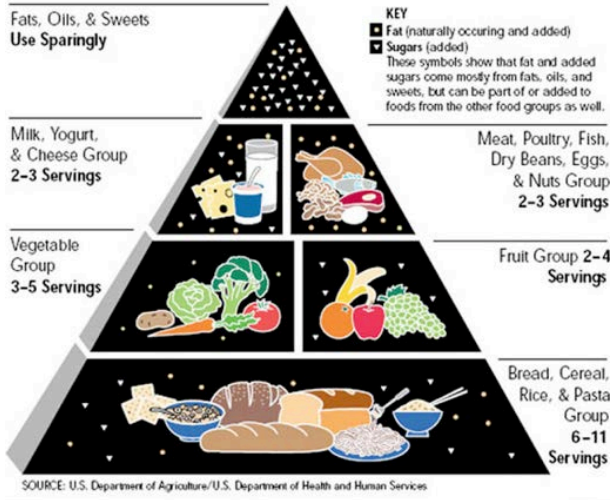 Fats, Oils, & Sweets
Use Sparingly
KEY
Fat (naturally occuring and added)
Sugars (added)
These symbols show that fat and added
sugars come mostly from fats, oils, and
sweets, but can be part of or added to
foods from the other food groups as well.
Milk, Yogurt,
& Cheese Group
2–3 Servings
Meat, Poultry, Fish,
Dry Beans, Eggs,
& Nuts Group
2–3 Servings
Vegetable
Group
3–5 Servings
Fruit Group 2–4
Servings
Bread, Cereal,
Rice, & Pasta
Group
6–11
Servings
SOURCE: U.S. Department of Agriculture/U.S. Department of Health and Human Services